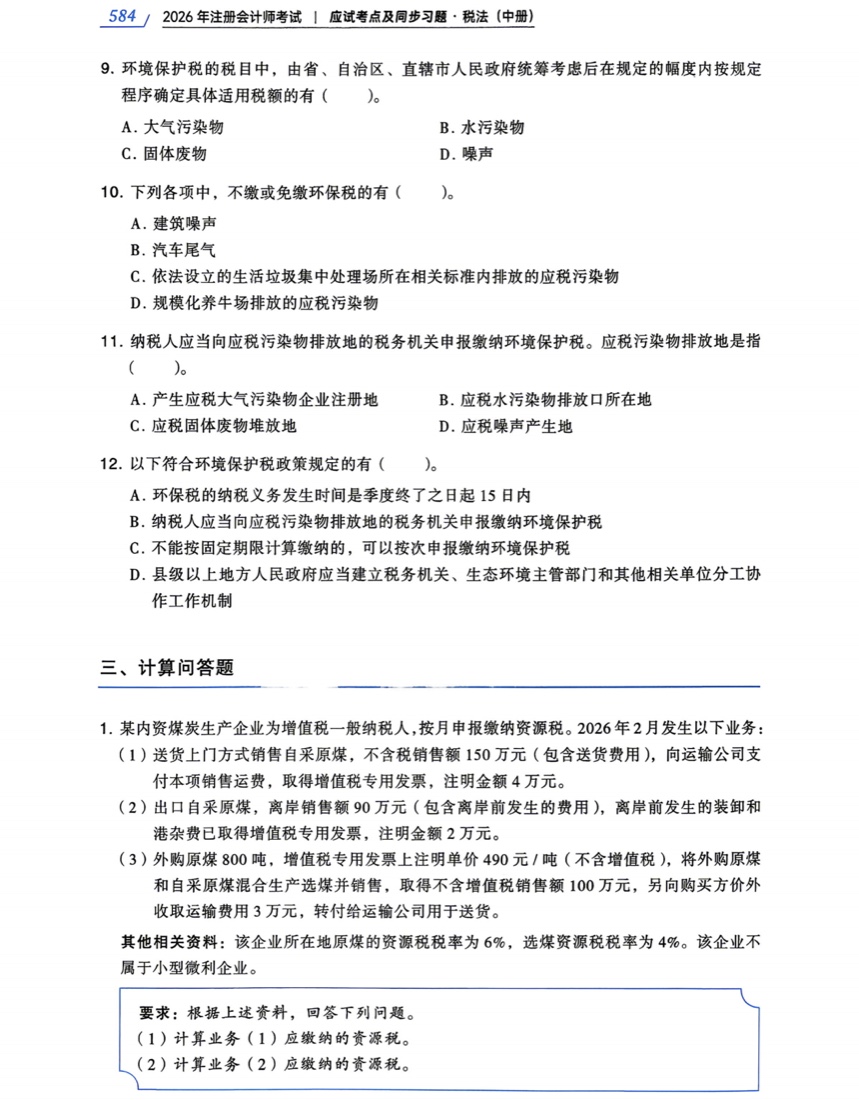 584 2026年注册会计师考试 | 应试考点及同步习题·税法（中册）
9. 环境保护税的税目中，由省、自治区、直辖市人民政府统筹考虑后在规定的幅度内按规定
程序确定具体适用税额的有（　　）。
A. 大气污染物　　B. 水污染物
C. 固体废物　　D. 噪声
10. 下列各项中，不缴或免缴环保税的有（　　）。
A. 建筑噪声
B. 汽车尾气
C. 依法设立的生活垃圾集中处理场所在相关标准内排放的应税污染物
D. 规模化养牛场排放的应税污染物
11. 纳税人应当向应税污染物排放地的税务机关申报缴纳环境保护税。应税污染物排放地是指
（　　）。
A. 产生应税大气污染物企业注册地　　B. 应税水污染物排放口所在地
C. 应税固体废物堆放地　　D. 应税噪声产生地
12. 以下符合环境保护税政策规定的有（　　）。
A. 环保税的纳税义务发生时间是季度终了之日起15日内
B. 纳税人应当向应税污染物排放地的税务机关申报缴纳环境保护税
C. 不能按固定期限计算缴纳的，可以按次申报缴纳环境保护税
D. 县级以上地方人民政府应当建立税务机关、生态环境主管部门和其他相关单位分工协
作工作机制
三、计算问答题
1. 某内资煤炭生产企业为增值税一般纳税人，按月申报缴纳资源税。2026年2月发生以下业务：
（1）送货上门方式销售自采原煤，不含税销售额150万元（包含送货费用），向运输公司支
付本项销售运费，取得增值税专用发票，注明金额4万元。
（2）出口自采原煤，离岸销售额90万元（包含离岸前发生的费用），离岸前发生的装卸和
港杂费已取得增值税专用发票，注明金额2万元。
（3）外购原煤800吨，增值税专用发票上注明单价490元/吨（不含增值税），将外购原煤
和自采原煤混合生产选煤并销售，取得不含增值税销售额100万元，另向购买方价外
收取运输费用3万元，转付给运输公司用于送货。
其他相关资料：该企业所在地原煤的资源税税率为6%，选煤资源税税率为4%。该企业不
属于小型微利企业。
要求：根据上述资料，回答下列问题。
（1）计算业务（1）应缴纳的资源税。
（2）计算业务（2）应缴纳的资源税。